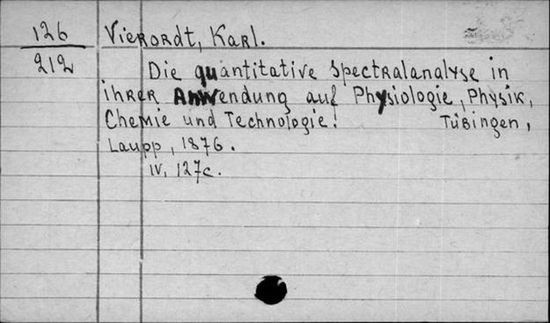 126 Vierordt, Karl.
212
Die quantitative Spectralanalyse in
ihrer Anwendung auf Physiologie, Physik,
Chemie und Technologie. Tübingen,
Laupp, 1876.
IV, 127c.